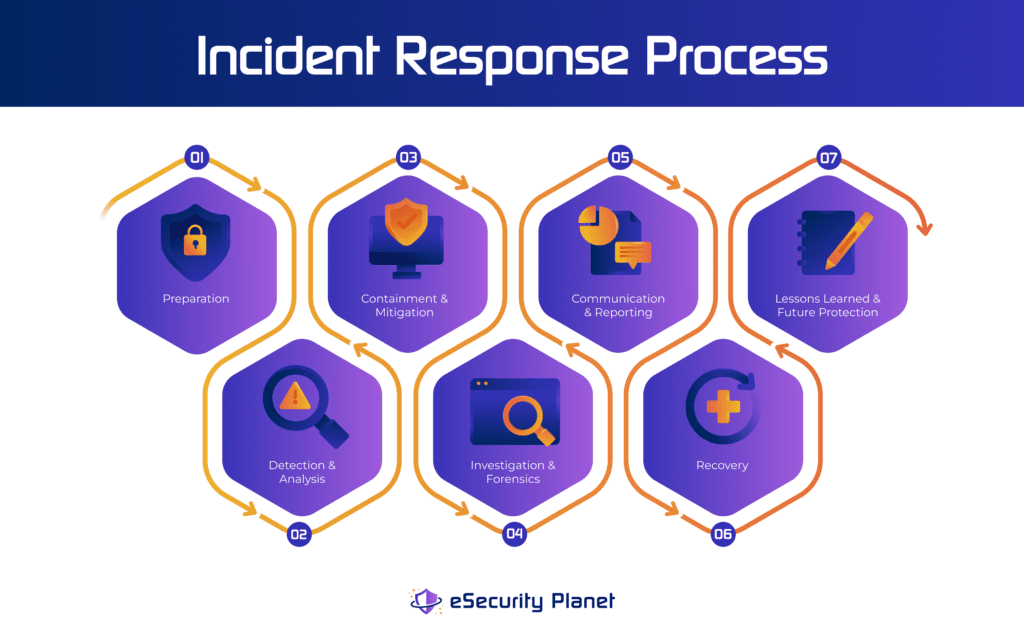 Incident Response Process
01
Preparation
02
Detection &
Analysis
03
Containment &
Mitigation
04
Investigation &
Forensics
05
Communication
& Reporting
06
Recovery
07
Lessons Learned &
Future Protection
eSecurity Planet